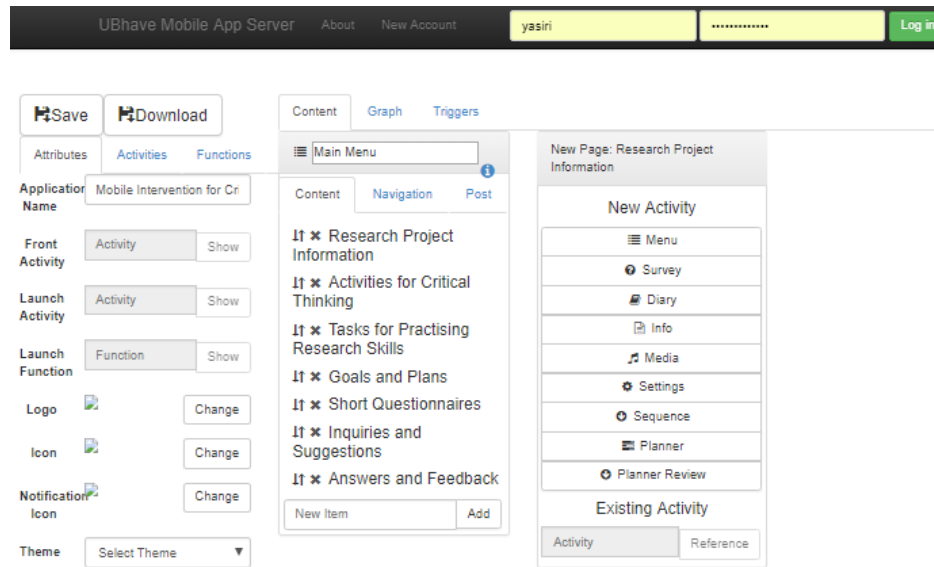 UBhave Mobile App Server About New Account yasiri ············· Log in
Save Download
Attributes Activities Functions
Application Name Mobile Intervention for Cri
Front Activity Activity Show
Launch Activity Activity Show
Launch Function Function Show
Logo Change
Icon Change
Notification Icon Change
Theme Select Theme
Content Graph Triggers
Main Menu
Content Navigation Post
Research Project
Information
Activities for Critical
Thinking
Tasks for Practising
Research Skills
Goals and Plans
Short Questionnaires
Inquiries and
Suggestions
Answers and Feedback
New Item Add
New Page: Research Project
Information
New Activity
Menu
Survey
Diary
Info
Media
Settings
Sequence
Planner
Planner Review
Existing Activity
Activity Reference